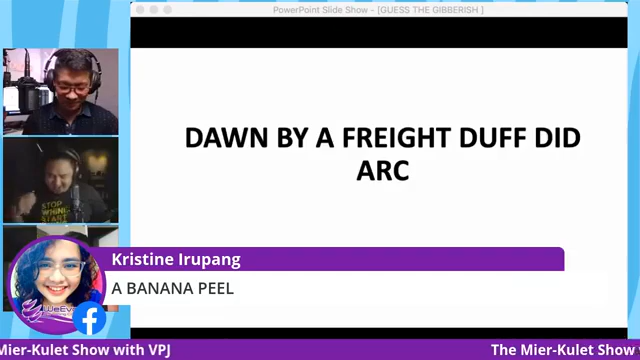 PowerPoint Slide Show - [GUESS THE GIBBERISH ]
DAWN BY A FREIGHT DUFF DID
ARC
STOP
START
Kristine Irupang
A BANANA PEEL
Mier-Kulet Show with VPJ
The Mier-Kulet Show